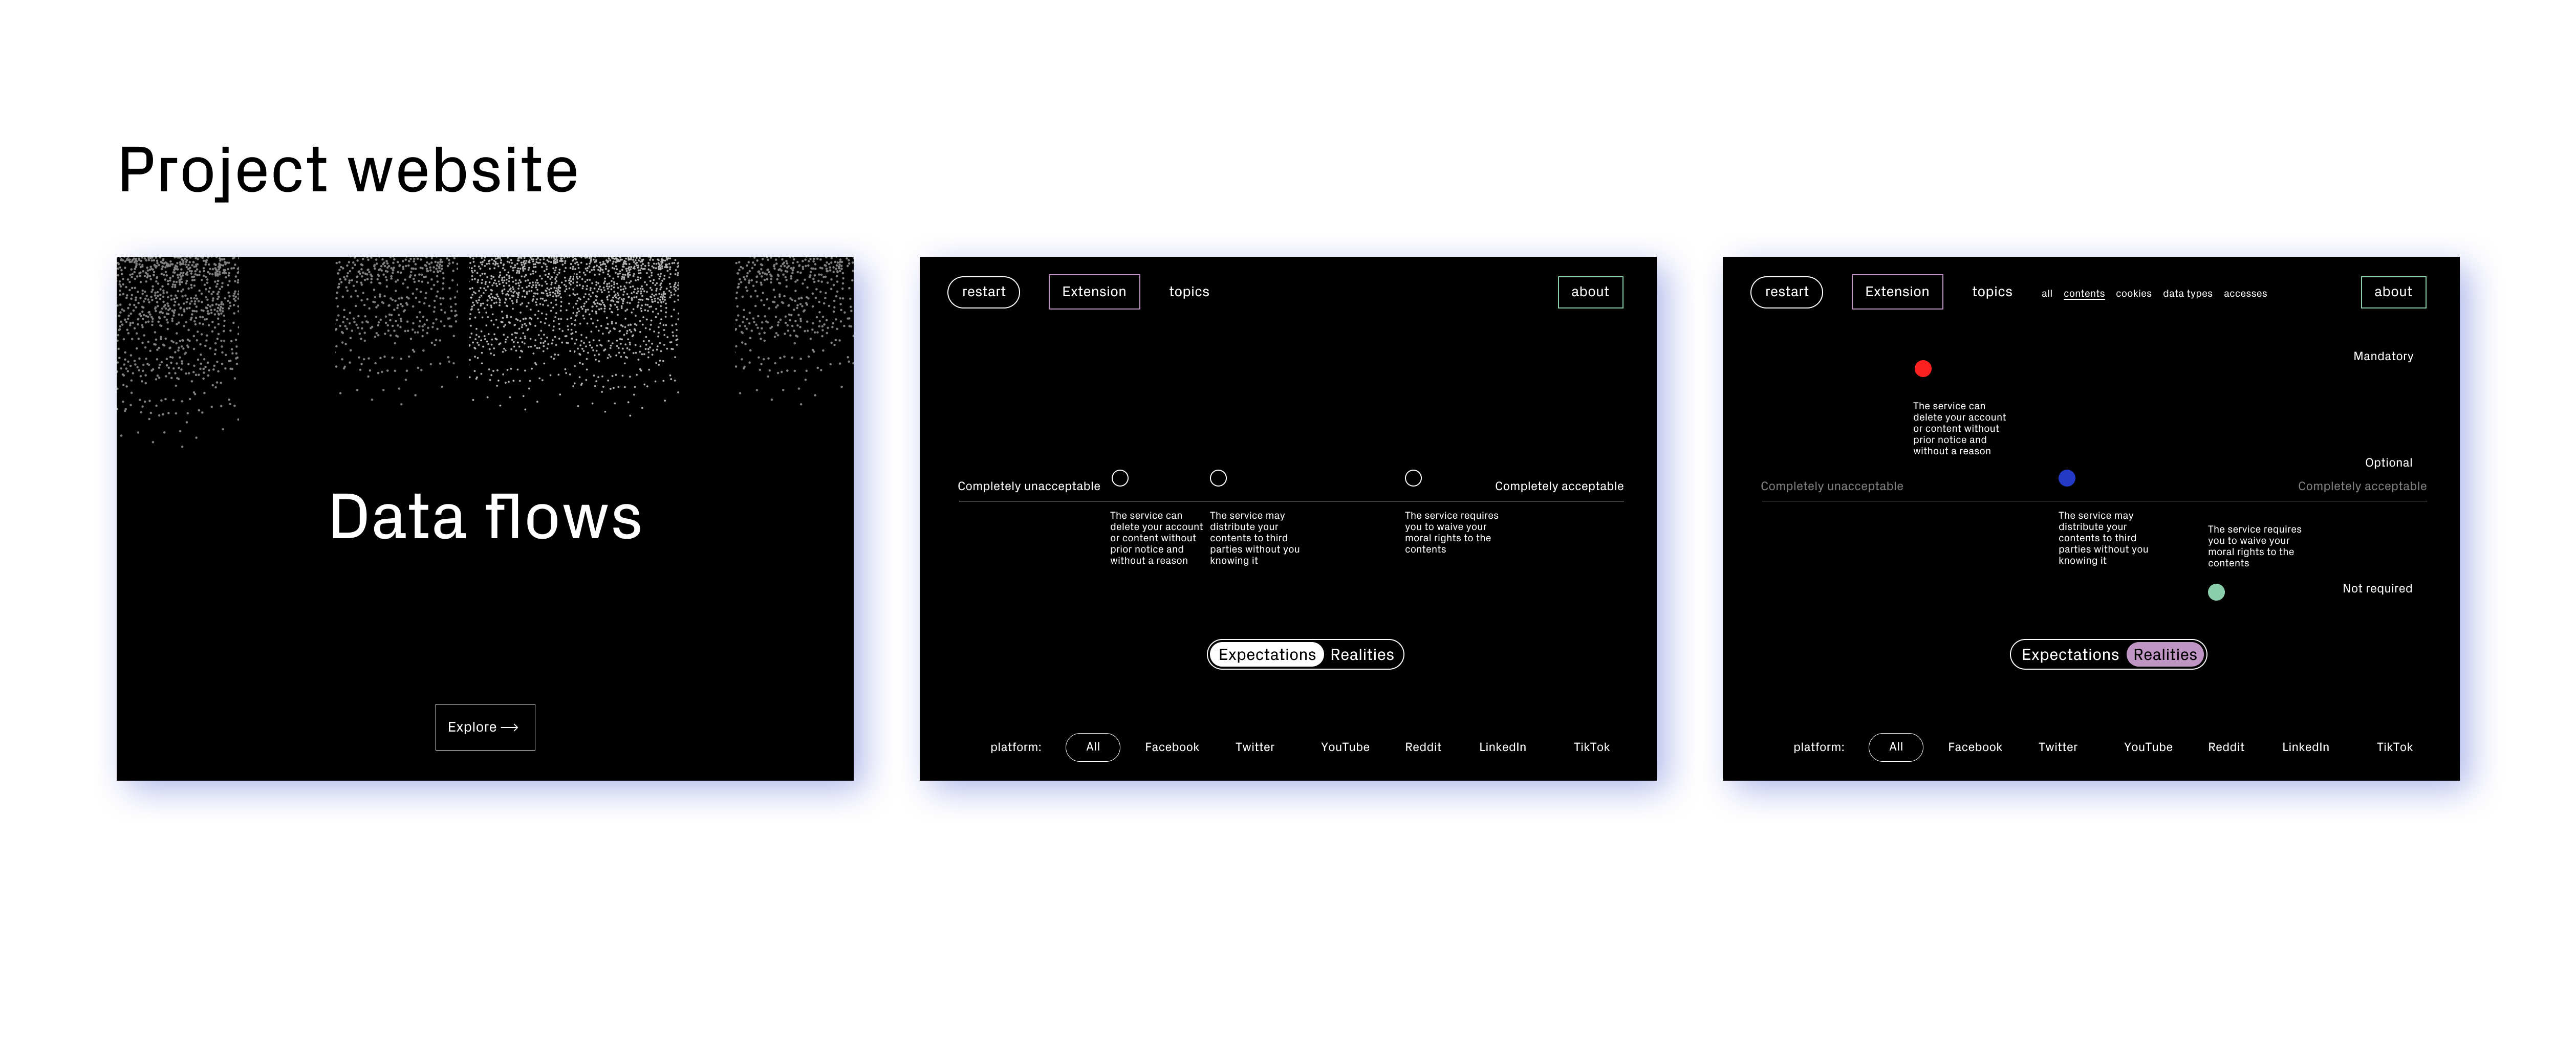 Project website
Data flows
Explore →
restart Extension topics about
Completely unacceptable Completely acceptable
The service can
delete your account
or content without
prior notice and
without a reason
The service may
distribute your
contents to third
parties without you
knowing it
The service requires
you to waive your
moral rights to the
contents
Expectations Realities
platform: All Facebook Twitter YouTube Reddit LinkedIn TikTok
restart Extension topics all contents cookies data types accesses about
Mandatory
The service can
delete your account
or content without
prior notice and
without a reason
Optional
Completely unacceptable Completely acceptable
The service may
distribute your
contents to third
parties without you
knowing it
The service requires
you to waive your
moral rights to the
contents
Not required
Expectations Realities
platform: All Facebook Twitter YouTube Reddit LinkedIn TikTok